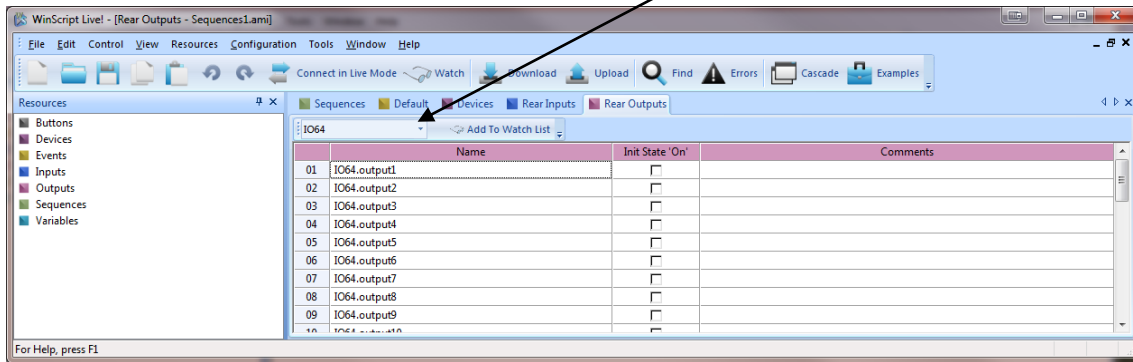 WinScript Live! - [Rear Outputs - Sequences1.ami]
File Edit Control View Resources Configuration Tools Window Help
Connect in Live Mode Watch Download Upload Find Errors Cascade Examples
Resources
Sequences Default Devices Rear Inputs Rear Outputs
Buttons
Devices
Events
Inputs
Outputs
Sequences
Variables
IO64 Add To Watch List
Name Init State 'On' Comments
01 IO64.output1
02 IO64.output2
03 IO64.output3
04 IO64.output4
05 IO64.output5
06 IO64.output6
07 IO64.output7
08 IO64.output8
09 IO64.output9
10 IO64.output10
For Help, press F1